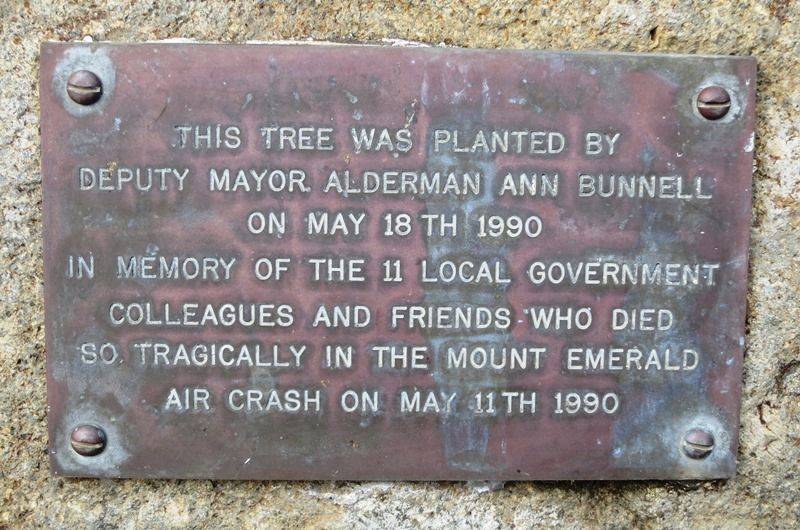 THIS TREE WAS PLANTED BY
DEPUTY MAYOR ALDERMAN ANN BUNNELL
ON MAY 18TH 1990
IN MEMORY OF THE 11 LOCAL GOVERNMENT
COLLEAGUES AND FRIENDS WHO DIED
SO TRAGICALLY IN THE MOUNT EMERALD
AIR CRASH ON MAY 11TH 1990